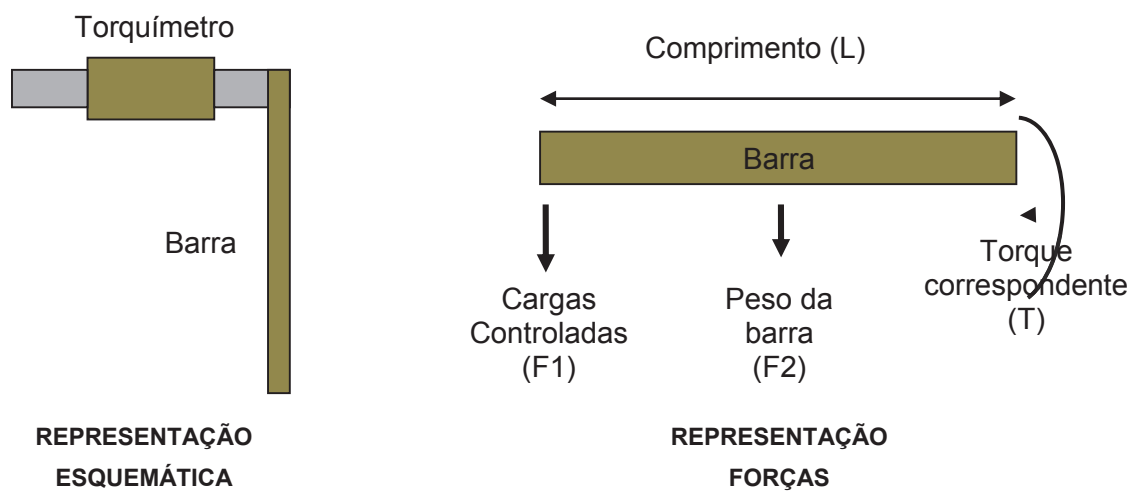 Torquímetro
Barra
REPRESENTAÇÃO
ESQUEMÁTICA
Comprimento (L)
Barra
Cargas
Controladas
(F1)
Peso da
barra
(F2)
Torque
correspondente
(T)
REPRESENTAÇÃO
FORÇAS